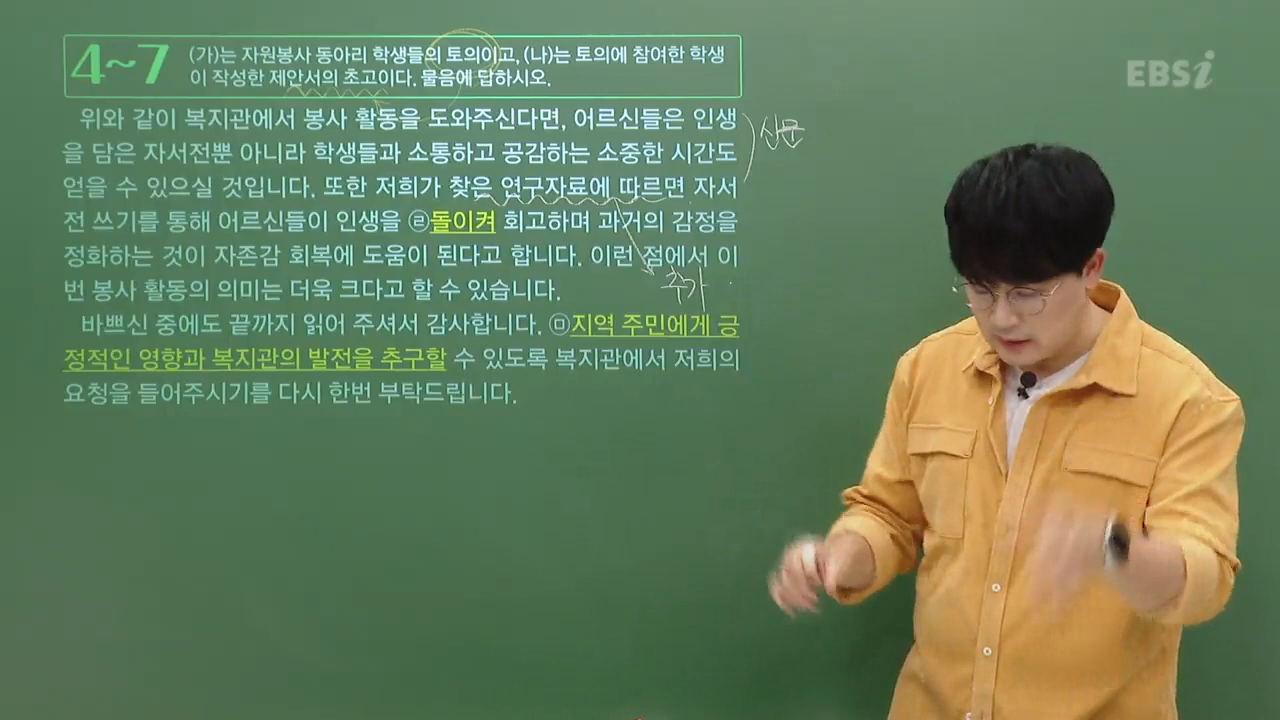 4~7
(가)는 자원봉사 동아리 학생들의 토의이고, (나)는 토의에 참여한 학생
이 작성한 제안서의 초고이다. 물음에 답하시오.
EBSi
위와 같이 복지관에서 봉사 활동을 도와주신다면, 어르신들은 인생
을 담은 자서전뿐 아니라 학생들과 소통하고 공감하는 소중한 시간도
얻을 수 있으실 것입니다. 또한 저희가 찾은 연구자료에 따르면 자서
전 쓰기를 통해 어르신들이 인생을 ㉣돌이켜 회고하며 과거의 감정을
정화하는 것이 자존감 회복에 도움이 된다고 합니다. 이런 점에서 이
번 봉사 활동의 의미는 더욱 크다고 할 수 있습니다.
추가
바쁘신 중에도 끝까지 읽어 주셔서 감사합니다. ㉤지역 주민에게 긍
정적인 영향과 복지관의 발전을 추구할 수 있도록 복지관에서 저희의
요청을 들어주시기를 다시 한번 부탁드립니다.